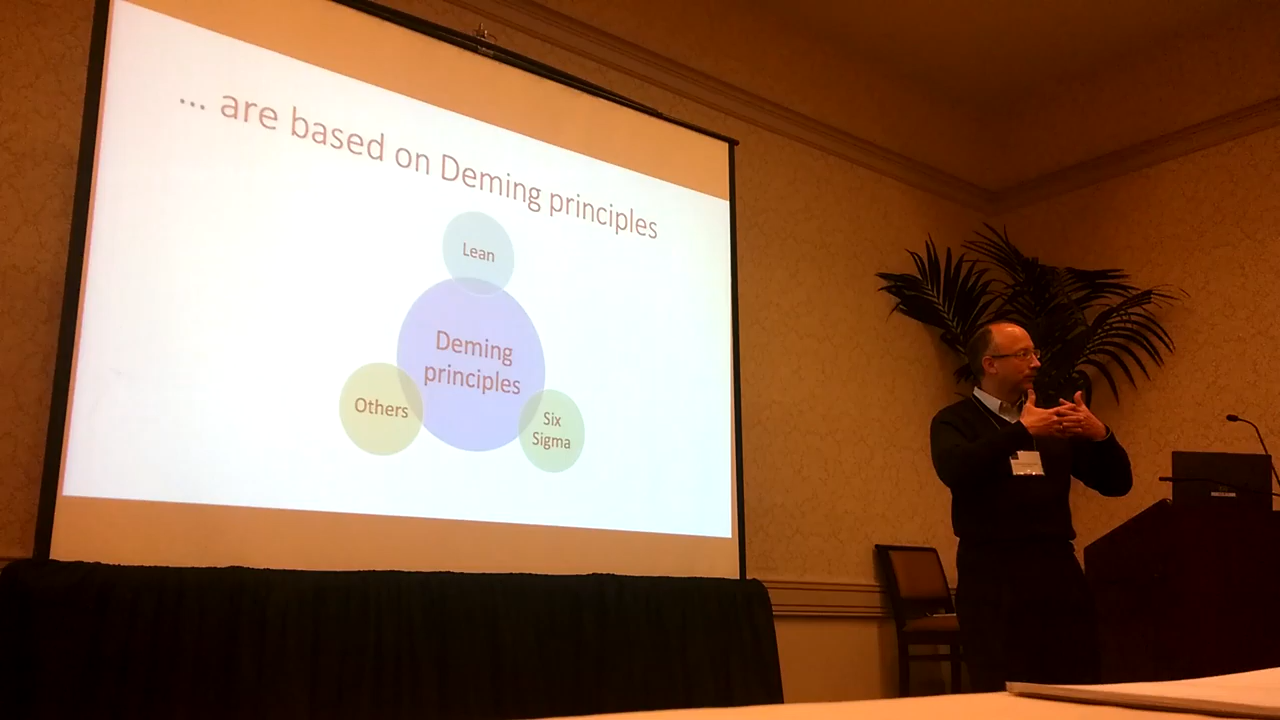 ... are based on Deming principles
Lean
Deming
principles
Others
Six
Sigma